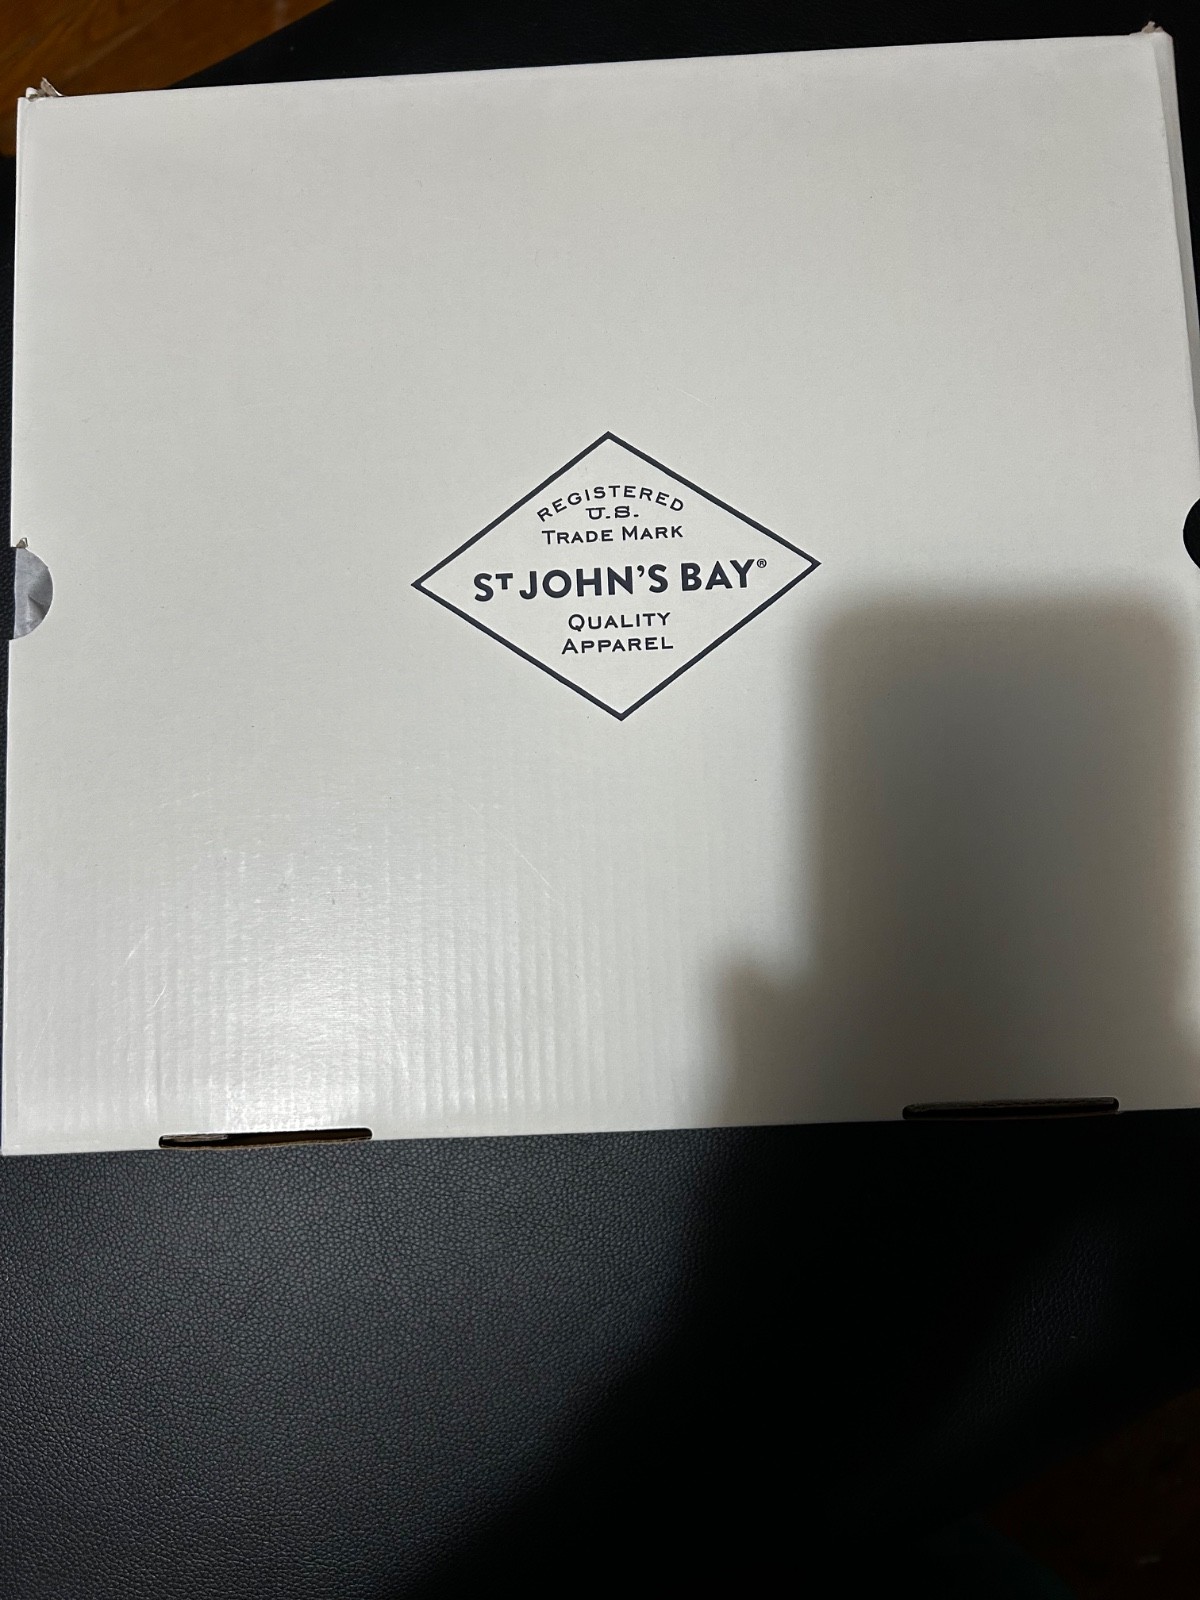 REGISTERED
U.S.
TRADE MARK
ST JOHN'S BAY®
QUALITY
APPAREL